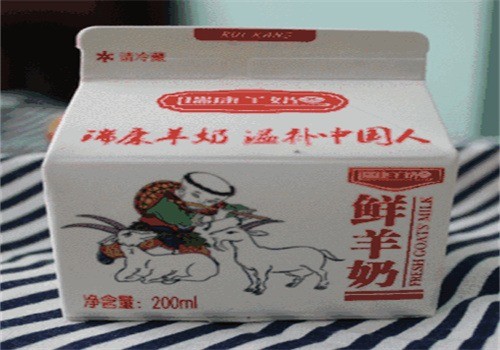 RUI KANG
请冷藏
瑞康羊奶
瑞康羊奶 滋补中国人
瑞康羊奶
鲜羊奶
FRESH GOATS MILK
净含量：200ml